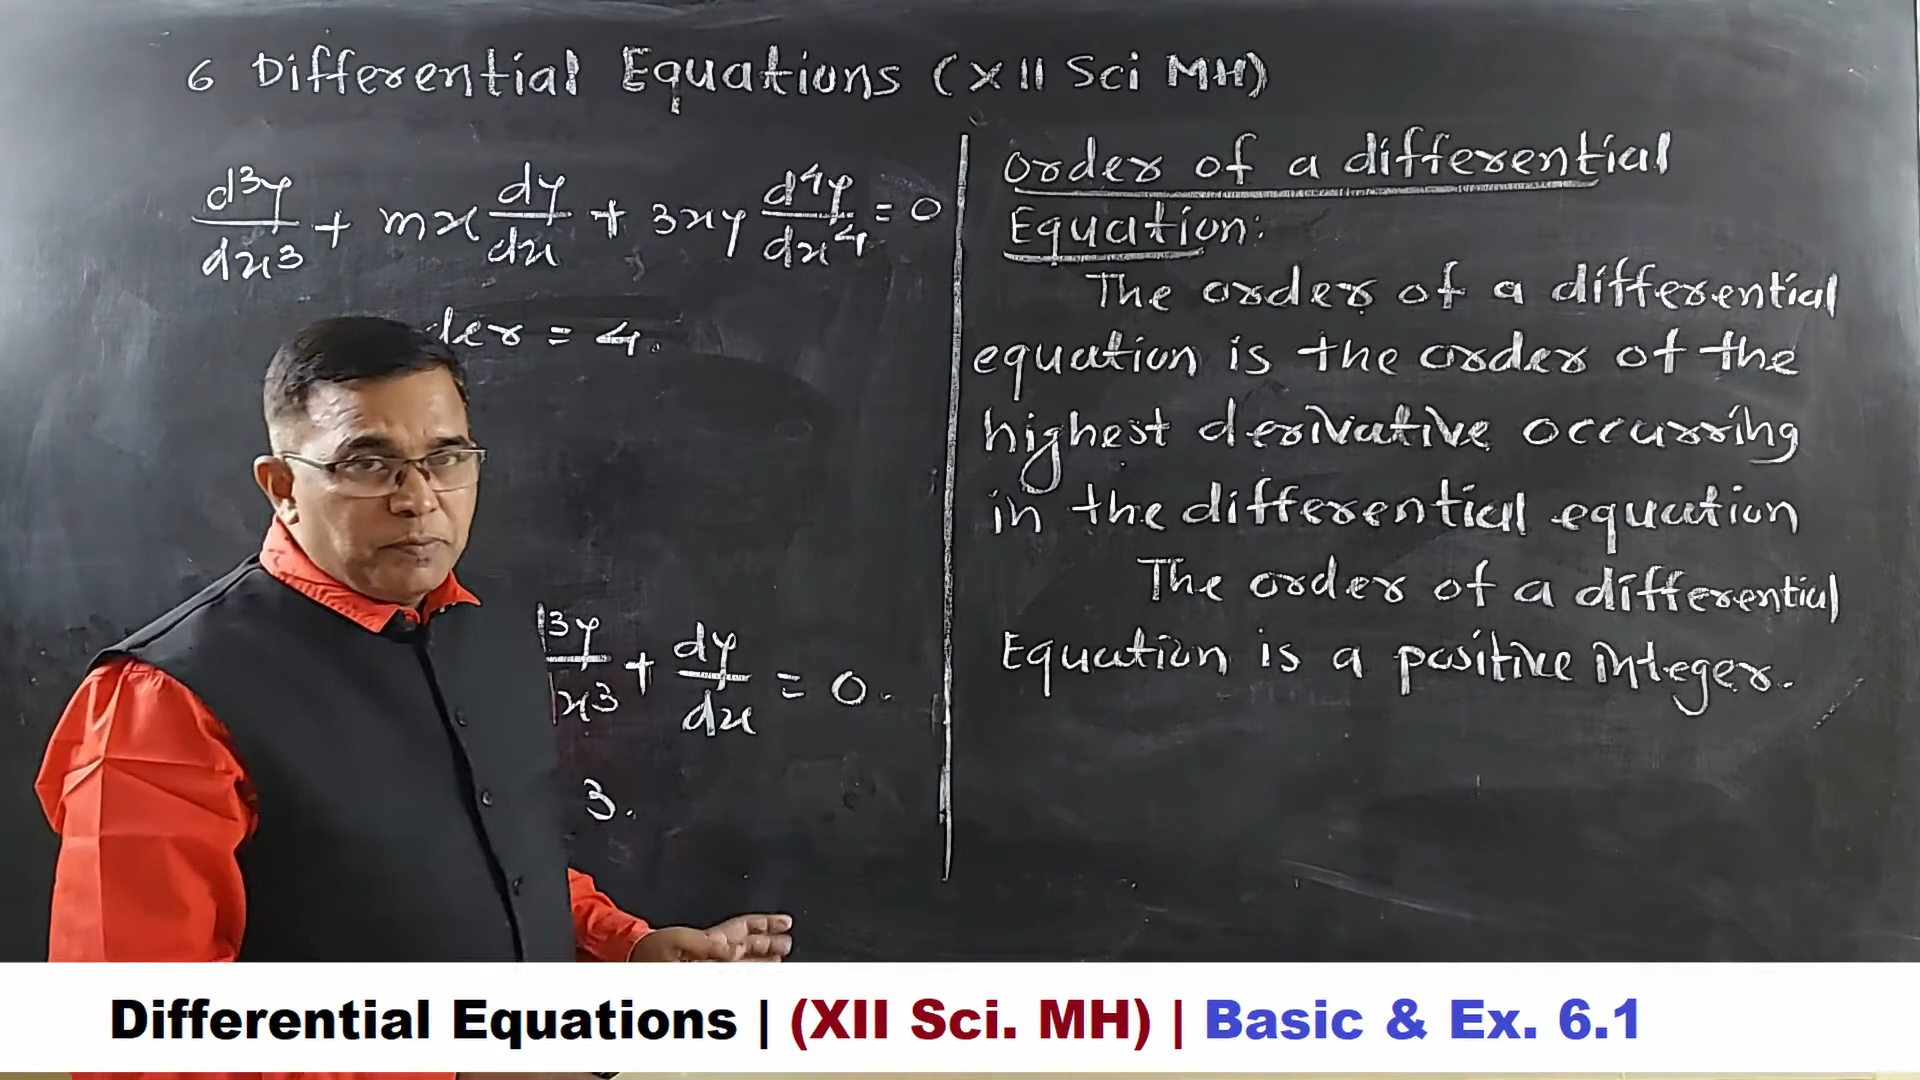 6 Differential Equations (XII Sci MH)
d³y/dx³ + mx dy/dx + 3xy d⁴y/dx⁴ = 0
der = 4.
³y/x³ + dy/dx = 0.
3.
Order of a differential
Equation:
The order of a differential
equation is the order of the
highest derivative occurring
in the differential equation
The order of a differential
Equation is a positive integer.
Differential Equations | (XII Sci. MH) | Basic & Ex. 6.1